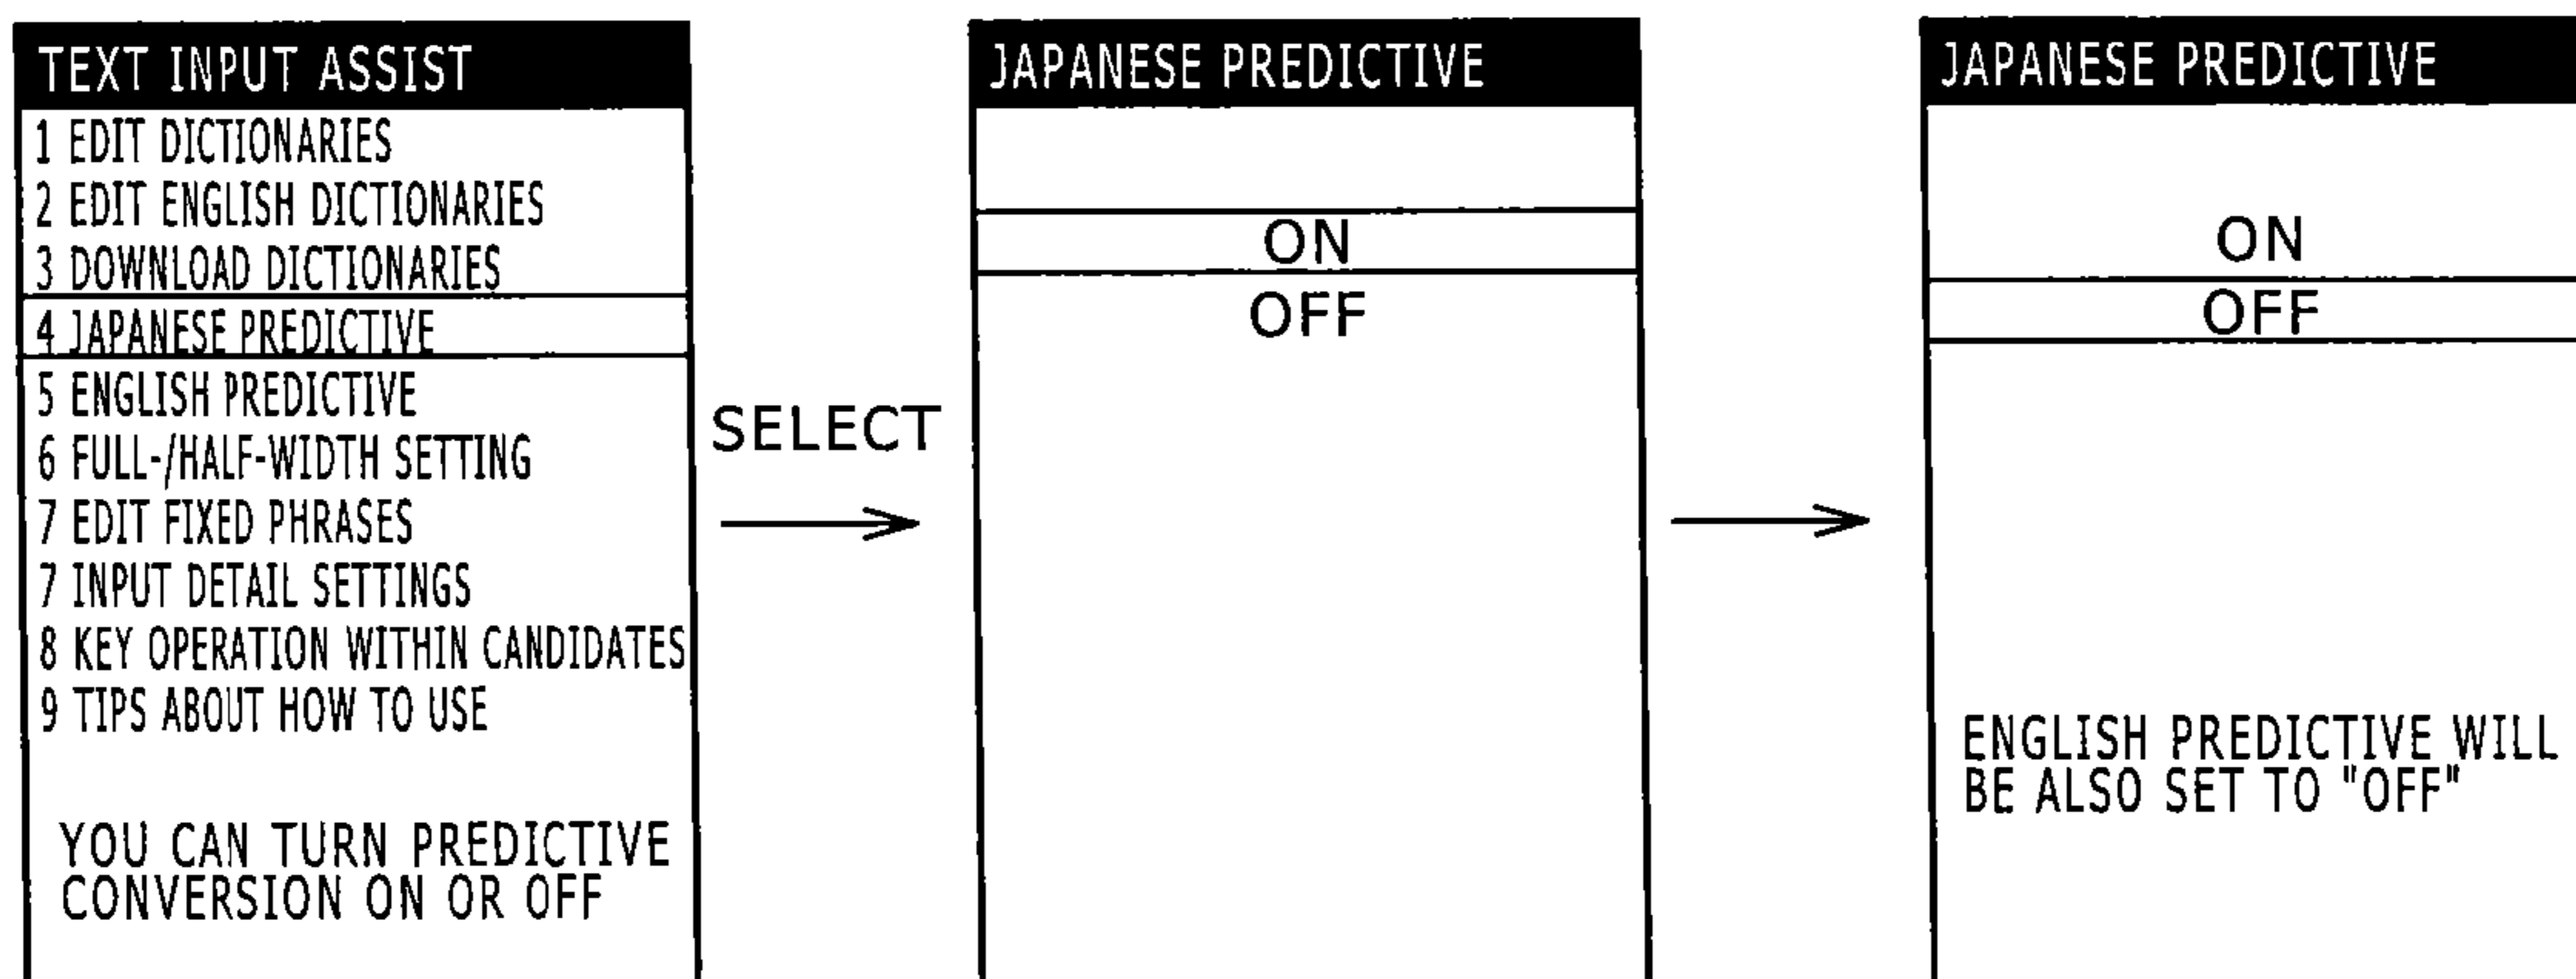 TEXT INPUT ASSIST
1 EDIT DICTIONARIES
2 EDIT ENGLISH DICTIONARIES
3 DOWNLOAD DICTIONARIES
4 JAPANESE PREDICTIVE
5 ENGLISH PREDICTIVE
6 FULL-/HALF-WIDTH SETTING
7 EDIT FIXED PHRASES
7 INPUT DETAIL SETTINGS
8 KEY OPERATION WITHIN CANDIDATES
9 TIPS ABOUT HOW TO USE
YOU CAN TURN PREDICTIVE
CONVERSION ON OR OFF
SELECT
JAPANESE PREDICTIVE
ON
OFF
JAPANESE PREDICTIVE
ON
OFF
ENGLISH PREDICTIVE WILL
BE ALSO SET TO "OFF"